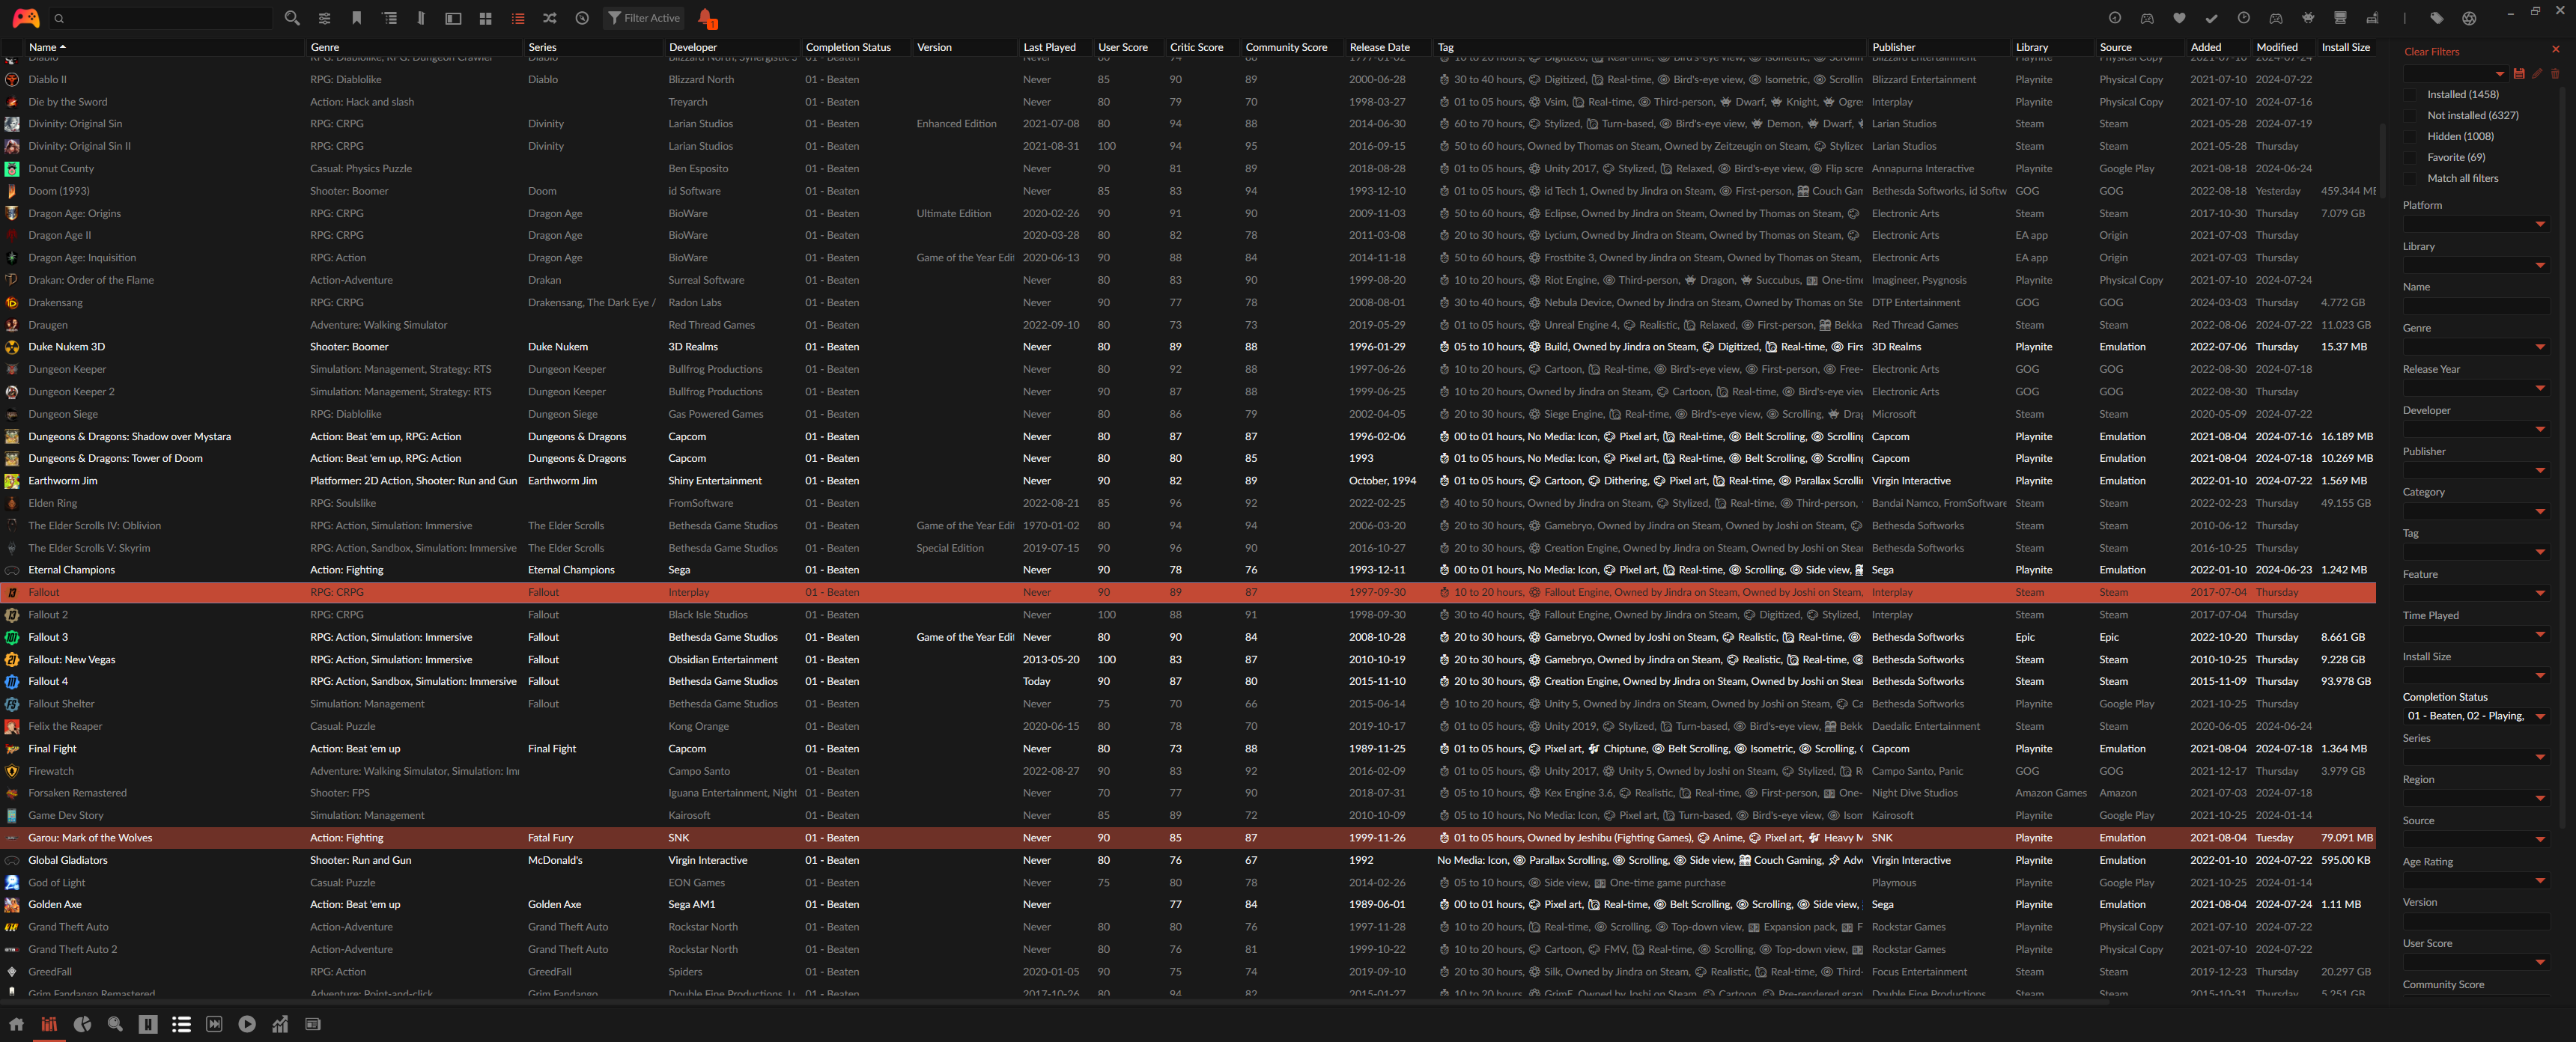 Filter Active
1
Name Genre Series Developer Completion Status Version Last Played User Score Critic Score Community Score Release Date Tag Publisher Library Source Added Modified Install Size
Diablo II RPG: Diablolike Diablo Blizzard North 01 - Beaten Never 85 90 89 2000-06-28 30 to 40 hours, Digitized, Real-time, Bird's-eye view, Isometric, Scrollin Blizzard Entertainment Playnite Physical Copy 2021-07-10 2024-07-22
Die by the Sword Action: Hack and slash Treyarch 01 - Beaten Never 80 79 70 1998-03-27 01 to 05 hours, Vsim, Real-time, Third-person, Dwarf, Knight, Ogre Interplay Playnite Physical Copy 2021-07-10 2024-07-16
Divinity: Original Sin RPG: CRPG Divinity Larian Studios 01 - Beaten Enhanced Edition 2021-07-08 80 94 88 2014-06-30 60 to 70 hours, Stylized, Turn-based, Bird's-eye view, Demon, Dwarf, Larian Studios Steam Steam 2021-05-28 2024-07-19
Divinity: Original Sin II RPG: CRPG Divinity Larian Studios 01 - Beaten 2021-08-31 100 94 95 2016-09-15 50 to 60 hours, Owned by Thomas on Steam, Owned by Zeitzeugin on Steam, Stylized Larian Studios Steam Steam 2021-05-28 Thursday
Donut County Casual: Physics Puzzle Ben Esposito 01 - Beaten Never 90 81 89 2018-08-28 01 to 05 hours, Unity 2017, Stylized, Relaxed, Bird's-eye view, Flip scre Annapurna Interactive Playnite Google Play 2021-08-18 2024-06-24
Doom (1993) Shooter: Boomer Doom id Software 01 - Beaten Never 85 83 94 1993-12-10 01 to 05 hours, id Tech 1, Owned by Jindra on Steam, First-person, Couch Gan Bethesda Softworks, id Softw GOG GOG 2022-08-18 Yesterday 459.344 ME
Dragon Age: Origins RPG: CRPG Dragon Age BioWare 01 - Beaten Ultimate Edition 2020-02-26 90 91 90 2009-11-03 50 to 60 hours, Eclipse, Owned by Jindra on Steam, Owned by Thomas on Steam, Electronic Arts Steam Steam 2017-10-30 Thursday 7.079 GB
Dragon Age II RPG: CRPG Dragon Age BioWare 01 - Beaten 2020-03-28 80 82 78 2011-03-08 20 to 30 hours, Lycium, Owned by Jindra on Steam, Owned by Thomas on Steam, Electronic Arts EA app Origin 2021-07-03 Thursday
Dragon Age: Inquisition RPG: Action Dragon Age BioWare 01 - Beaten Game of the Year Edit 2020-06-13 90 88 84 2014-11-18 50 to 60 hours, Frostbite 3, Owned by Jindra on Steam, Owned by Thomas on Steam, Electronic Arts EA app Origin 2021-07-03 Thursday
Drakan: Order of the Flame Action-Adventure Drakan Surreal Software 01 - Beaten Never 80 83 90 1999-08-20 10 to 20 hours, Riot Engine, Third-person, Dragon, Succubus, One-time Imagineer, Psygnosis Playnite Physical Copy 2021-07-10 2024-07-24
Drakensang RPG: CRPG Drakensang, The Dark Eye / Radon Labs 01 - Beaten Never 90 77 78 2008-08-01 30 to 40 hours, Nebula Device, Owned by Jindra on Steam, Owned by Thomas on Ste DTP Entertainment GOG GOG 2024-03-03 Thursday 4.772 GB
Draugen Adventure: Walking Simulator Red Thread Games 01 - Beaten 2022-09-10 80 73 73 2019-05-29 01 to 05 hours, Unreal Engine 4, Realistic, Relaxed, First-person, Bekka Red Thread Games Steam Steam 2022-08-06 2024-07-22 11.023 GB
Duke Nukem 3D Shooter: Boomer Duke Nukem 3D Realms 01 - Beaten Never 80 89 88 1996-01-29 05 to 10 hours, Build, Owned by Jindra on Steam, Digitized, Real-time, Firs 3D Realms Playnite Emulation 2022-07-06 Thursday 15.37 MB
Dungeon Keeper Simulation: Management, Strategy: RTS Dungeon Keeper Bullfrog Productions 01 - Beaten Never 80 92 88 1997-06-26 10 to 20 hours, Cartoon, Real-time, Bird's-eye view, First-person, Free- Electronic Arts GOG GOG 2022-08-30 2024-07-18
Dungeon Keeper 2 Simulation: Management, Strategy: RTS Dungeon Keeper Bullfrog Productions 01 - Beaten Never 90 87 88 1999-06-25 10 to 20 hours, Owned by Jindra on Steam, Cartoon, Real-time, Bird's-eye view Electronic Arts GOG GOG 2022-08-30 Thursday
Dungeon Siege RPG: Diablolike Dungeon Siege Gas Powered Games 01 - Beaten Never 80 86 79 2002-04-05 20 to 30 hours, Siege Engine, Real-time, Bird's-eye view, Scrolling, Drag Microsoft Steam Steam 2020-05-09 2024-07-22
Dungeons & Dragons: Shadow over Mystara Action: Beat 'em up, RPG: Action Dungeons & Dragons Capcom 01 - Beaten Never 80 87 87 1996-02-06 00 to 01 hours, No Media: Icon, Pixel art, Real-time, Belt Scrolling, Scrolling Capcom Playnite Emulation 2021-08-04 2024-07-16 16.189 MB
Dungeons & Dragons: Tower of Doom Action: Beat 'em up, RPG: Action Dungeons & Dragons Capcom 01 - Beaten Never 80 80 85 1993 01 to 05 hours, No Media: Icon, Pixel art, Real-time, Belt Scrolling, Scrolling Capcom Playnite Emulation 2021-08-04 2024-07-18 10.269 MB
Earthworm Jim Platformer: 2D Action, Shooter: Run and Gun Earthworm Jim Shiny Entertainment 01 - Beaten Never 90 82 89 October, 1994 01 to 05 hours, Cartoon, Dithering, Pixel art, Real-time, Parallax Scrollin Virgin Interactive Playnite Emulation 2022-01-10 2024-07-22 1.569 MB
Elden Ring RPG: Soulslike FromSoftware 01 - Beaten 2022-08-21 85 96 92 2022-02-25 40 to 50 hours, Owned by Jindra on Steam, Stylized, Real-time, Third-person, Bandai Namco, FromSoftware Steam Steam 2022-02-23 Thursday 49.155 GB
The Elder Scrolls IV: Oblivion RPG: Action, Simulation: Immersive The Elder Scrolls Bethesda Game Studios 01 - Beaten Game of the Year Edit 1970-01-02 80 94 94 2006-03-20 20 to 30 hours, Gamebryo, Owned by Jindra on Steam, Owned by Joshi on Steam, Bethesda Softworks Steam Steam 2010-06-12 Thursday
The Elder Scrolls V: Skyrim RPG: Action, Sandbox, Simulation: Immersive The Elder Scrolls Bethesda Game Studios 01 - Beaten Special Edition 2019-07-15 90 96 90 2016-10-27 20 to 30 hours, Creation Engine, Owned by Jindra on Steam, Owned by Joshi on Stear Bethesda Softworks Steam Steam 2016-10-25 Thursday
Eternal Champions Action: Fighting Eternal Champions Sega 01 - Beaten Never 90 78 76 1993-12-11 00 to 01 hours, No Media: Icon, Pixel art, Real-time, Scrolling, Side view, Sega Playnite Emulation 2022-01-10 2024-06-23 1.242 MB
Fallout RPG: CRPG Fallout Interplay 01 - Beaten Never 90 89 87 1997-09-30 10 to 20 hours, Fallout Engine, Owned by Jindra on Steam, Owned by Joshi on Steam, Interplay Steam Steam 2017-07-04 Thursday
Fallout 2 RPG: CRPG Fallout Black Isle Studios 01 - Beaten Never 100 88 91 1998-09-30 30 to 40 hours, Fallout Engine, Owned by Jindra on Steam, Digitized, Stylized, Interplay Steam Steam 2017-07-04 Thursday
Fallout 3 RPG: Action, Simulation: Immersive Fallout Bethesda Game Studios 01 - Beaten Game of the Year Edit Never 80 90 84 2008-10-28 20 to 30 hours, Gamebryo, Owned by Joshi on Steam, Realistic, Real-time, Bethesda Softworks Epic Epic 2022-10-20 Thursday 8.661 GB
Fallout: New Vegas RPG: Action, Simulation: Immersive Fallout Obsidian Entertainment 01 - Beaten 2013-05-20 100 83 87 2010-10-19 20 to 30 hours, Gamebryo, Owned by Jindra on Steam, Realistic, Real-time, Bethesda Softworks Steam Steam 2010-10-25 Thursday 9.228 GB
Fallout 4 RPG: Action, Sandbox, Simulation: Immersive Fallout Bethesda Game Studios 01 - Beaten Today 90 87 80 2015-11-10 20 to 30 hours, Creation Engine, Owned by Jindra on Steam, Owned by Joshi on Stear Bethesda Softworks Steam Steam 2015-11-09 Thursday 93.978 GB
Fallout Shelter Simulation: Management Fallout Bethesda Game Studios 01 - Beaten Never 75 70 66 2015-06-14 10 to 20 hours, Unity 5, Owned by Jindra on Steam, Owned by Joshi on Steam, Ca Bethesda Softworks Playnite Google Play 2021-10-25 Thursday
Felix the Reaper Casual: Puzzle Kong Orange 01 - Beaten 2020-06-15 80 78 70 2019-10-17 01 to 05 hours, Unity 2019, Stylized, Turn-based, Bird's-eye view, Bekk Daedalic Entertainment Steam Steam 2020-06-05 2024-06-24
Final Fight Action: Beat 'em up Final Fight Capcom 01 - Beaten Never 80 73 88 1989-11-25 01 to 05 hours, Pixel art, Chiptune, Belt Scrolling, Isometric, Scrolling, Capcom Playnite Emulation 2021-08-04 2024-07-18 1.364 MB
Firewatch Adventure: Walking Simulator, Simulation: Im Campo Santo 01 - Beaten 2022-08-27 90 83 92 2016-02-09 01 to 05 hours, Unity 2017, Unity 5, Owned by Joshi on Steam, Stylized, R Campo Santo, Panic GOG GOG 2021-12-17 Thursday 3.979 GB
Forsaken Remastered Shooter: FPS Iguana Entertainment, Night 01 - Beaten Never 70 77 90 2018-07-31 05 to 10 hours, Kex Engine 3.6, Realistic, Real-time, First-person, One- Night Dive Studios Amazon Games Amazon 2021-07-03 2024-07-18
Game Dev Story Simulation: Management Kairosoft 01 - Beaten Never 85 89 72 2010-10-09 05 to 10 hours, No Media: Icon, Pixel art, Turn-based, Bird's-eye view, Ison Kairosoft Playnite Google Play 2021-10-25 2024-01-14
Garou: Mark of the Wolves Action: Fighting Fatal Fury SNK 01 - Beaten Never 90 85 87 1999-11-26 01 to 05 hours, Owned by Jeshibu (Fighting Games), Anime, Pixel art, Heavy M SNK Playnite Emulation 2021-08-04 Tuesday 79.091 MB
Global Gladiators Shooter: Run and Gun McDonald's Virgin Interactive 01 - Beaten Never 80 76 67 1992 No Media: Icon, Parallax Scrolling, Scrolling, Side view, Couch Gaming, Adv Virgin Interactive Playnite Emulation 2022-01-10 2024-07-22 595.00 KB
God of Light Casual: Puzzle EON Games 01 - Beaten Never 75 80 78 2014-02-26 05 to 10 hours, Side view, One-time game purchase Playmous Playnite Google Play 2021-10-25 2024-01-14
Golden Axe Action: Beat 'em up Golden Axe Sega AM1 01 - Beaten Never 77 84 1989-06-01 00 to 01 hours, Pixel art, Real-time, Belt Scrolling, Scrolling, Side view, Sega Playnite Emulation 2021-08-04 2024-07-24 1.11 MB
Grand Theft Auto Action-Adventure Grand Theft Auto Rockstar North 01 - Beaten Never 80 80 76 1997-11-28 10 to 20 hours, Real-time, Scrolling, Top-down view, Expansion pack, F Rockstar Games Playnite Physical Copy 2021-07-10 2024-07-22
Grand Theft Auto 2 Action-Adventure Grand Theft Auto Rockstar North 01 - Beaten Never 80 76 81 1999-10-22 10 to 20 hours, Cartoon, FMV, Real-time, Scrolling, Top-down view, Rockstar Games Playnite Physical Copy 2021-07-10 2024-07-22
GreedFall RPG: Action GreedFall Spiders 01 - Beaten 2020-01-05 90 75 74 2019-09-10 20 to 30 hours, Silk, Owned by Jindra on Steam, Realistic, Real-time, Third- Focus Entertainment Steam Steam 2019-12-23 Thursday 20.297 GB
Grim Fandango Remastered Adventure: Point-and-click Grim Fandango Double Fine Productions, 01 - Beaten 2017-10-26 80 94 82 2015-01-27 10 to 20 hours, GrimE, Owned by Joshi on Steam, Cartoon, Pre-rendered grap Double Fine Productions Steam Steam 2015-10-31 Thursday 5.251 GB
Clear Filters
Installed (1458)
Not installed (6327)
Hidden (1008)
Favorite (69)
Match all filters
Platform
Library
Name
Genre
Release Year
Developer
Publisher
Category
Tag
Feature
Time Played
Install Size
Completion Status
01 - Beaten, 02 - Playing,
Series
Region
Source
Age Rating
Version
User Score
Community Score